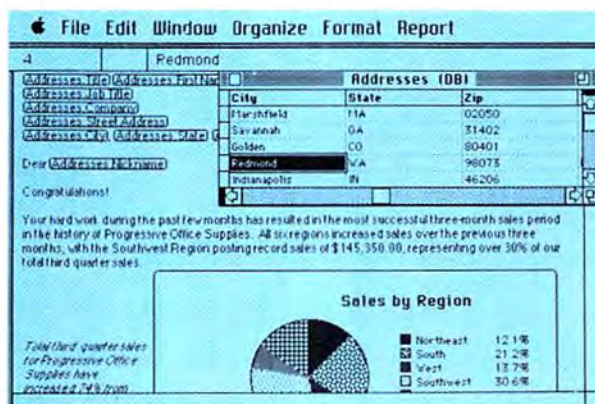 File Edit Window Organize Format Report
4 Redmond
Addresses (DB)
Addresses.Title Addresses.First Nam
Addresses.Job Title
Addresses.Company
Addresses.Street Address
Addresses.City, Addresses.State
City State Zip
Marshfield MA 02050
Savannah GA 31402
Golden CO 80401
Redmond WA 98073
Indianapolis IN 46206
Dear Addresses.Nickname
Congratulations!
Your hard work during the past few months has resulted in the most successful three-month sales period
in the history of Progressive Office Supplies. All six regions increased sales over the previous three
months, with the Southwest Region posting record sales of $145,350.00, representing over 30% of our
total third quarter sales.
Sales by Region
Northeast 12.1%
South 21.2%
West 13.7%
Southwest 30.6%
Total third quarter sales
for Progressive Office
Supplies have
increased 74% from